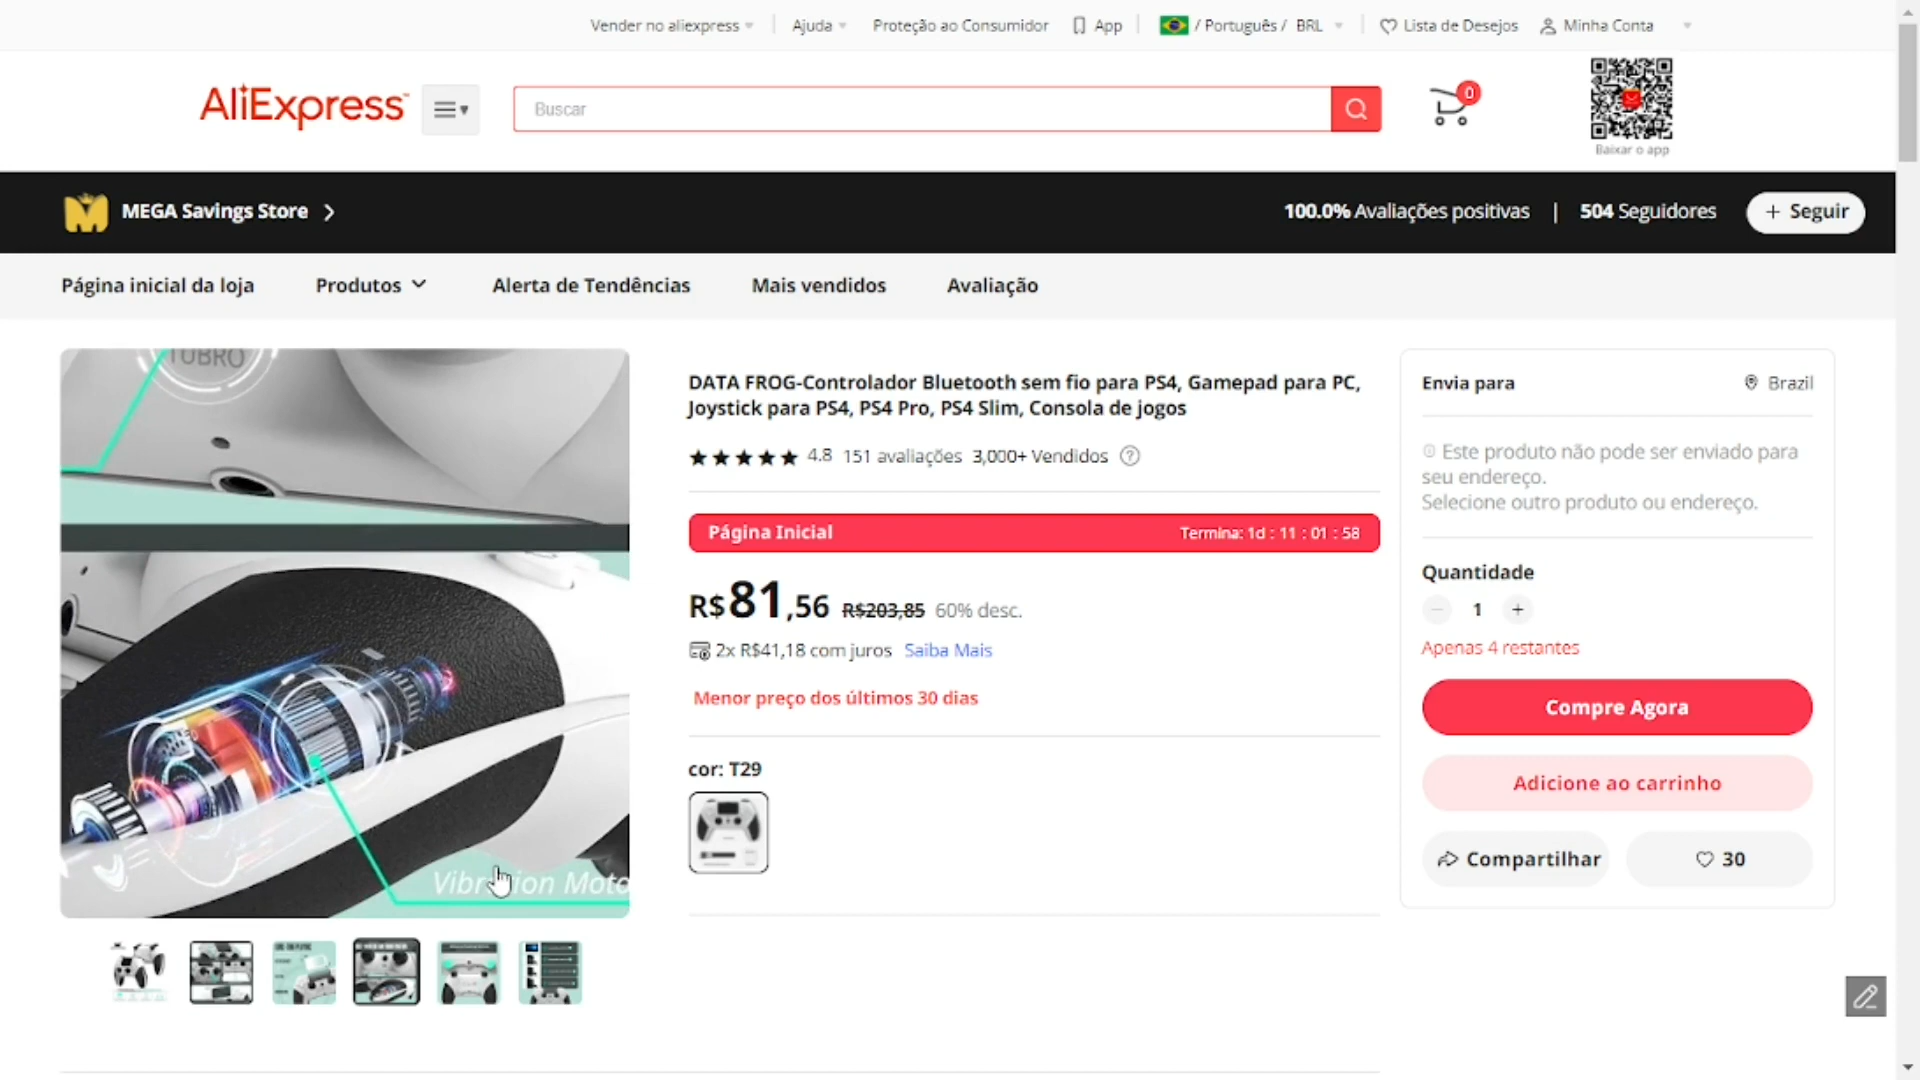 Vender no aliexpress
Ajuda
Proteção ao Consumidor
App
/ Português / BRL
Lista de Desejos
Minha Conta
AliExpress
Buscar
0
Baixar o app
MEGA Savings Store
100.0% Avaliações positivas | 504 Seguidores
+ Seguir
Página inicial da loja
Produtos
Alerta de Tendências
Mais vendidos
Avaliação
TUBRO
DATA FROG-Controlador Bluetooth sem fio para PS4, Gamepad para PC,
Joystick para PS4, PS4 Pro, PS4 Slim, Consola de jogos
4.8 151 avaliações 3,000+ Vendidos
Página Inicial
Termina: 1d : 11 : 01 : 58
R$81,56 R$203,85 60% desc.
2x R$41,18 com juros Saiba Mais
Menor preço dos últimos 30 dias
cor: T29
Envia para
Brazil
Este produto não pode ser enviado para
seu endereço.
Selecione outro produto ou endereço.
Quantidade
1
Apenas 4 restantes
Compre Agora
Adicione ao carrinho
Compartilhar
30